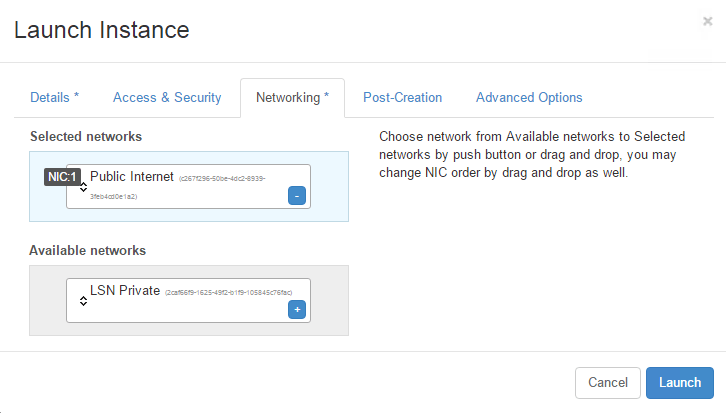 Launch Instance
×
Details *
Access & Security
Networking *
Post-Creation
Advanced Options
Selected networks
NIC:1
Public Internet (c267f296-50be-4dc2-8939-
3feb4cd0e1a2)
-
Available networks
LSN Private (2caf66f9-1625-49f2-b1f9-105845c76fac)
+
Choose network from Available networks to Selected
networks by push button or drag and drop, you may
change NIC order by drag and drop as well.
Cancel
Launch